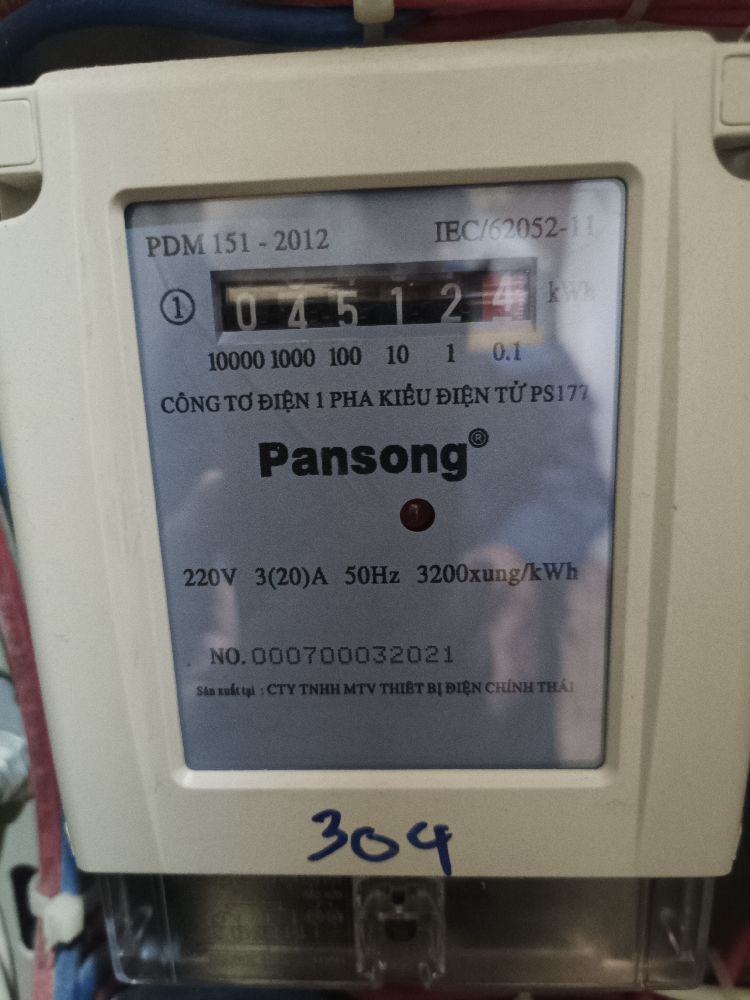 PDM 151 - 2012 IEC/62052-11
① 0 4 5 1 2 4 kWh
10000 1000 100 10 1 0.1
CÔNG TƠ ĐIỆN 1 PHA KIỂU ĐIỆN TỬ PS177
Pansong®
220V 3(20)A 50Hz 3200xung/kWh
NO. 000700032021
Sản xuất tại : CTY TNHH MTV THIẾT BỊ ĐIỆN CHÍNH THÁI
304